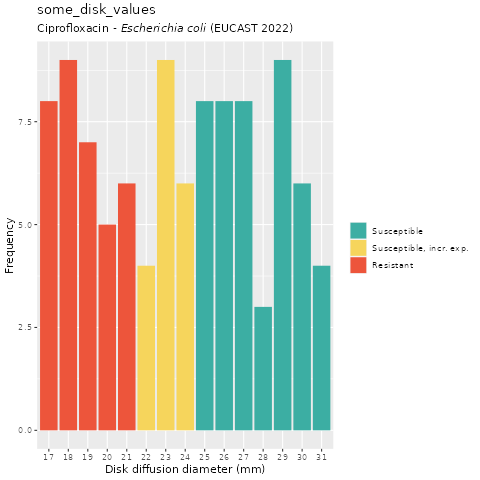 some_disk_values
Ciprofloxacin - Escherichia coli (EUCAST 2022)
Frequency
7.5
5.0
2.5
0.0
17 18 19 20 21 22 23 24 25 26 27 28 29 30 31
Disk diffusion diameter (mm)
Susceptible
Susceptible, incr. exp.
Resistant